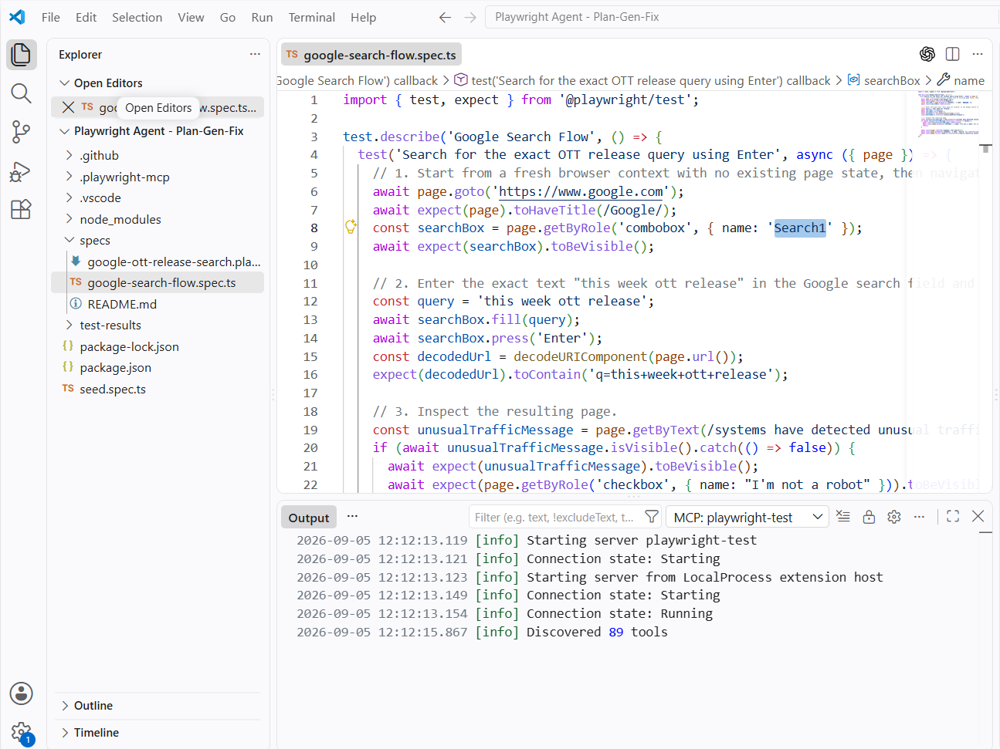 File Edit Selection View Go Run Terminal Help
Playwright Agent - Plan-Gen-Fix
Explorer
Open Editors
TS goo w.spec.ts...
Open Editors
Playwright Agent - Plan-Gen-Fix
.github
.playwright-mcp
.vscode
node_modules
specs
google-ott-release-search.pla...
TS google-search-flow.spec.ts
README.md
test-results
{} package-lock.json
{} package.json
TS seed.spec.ts
Outline
Timeline
1
TS google-search-flow.spec.ts
Google Search Flow') callback > test('Search for the exact OTT release query using Enter') callback > searchBox > name
1 import { test, expect } from '@playwright/test';
2
3 test.describe('Google Search Flow', () => {
4 test('Search for the exact OTT release query using Enter', async ({ page }) => {
5 // 1. Start from a fresh browser context with no existing page state, then navigat
6 await page.goto('https://www.google.com');
7 await expect(page).toHaveTitle(/Google/);
8 const searchBox = page.getByRole('combobox', { name: 'Search1' });
9 await expect(searchBox).toBeVisible();
10
11 // 2. Enter the exact text "this week ott release" in the Google search field and
12 const query = 'this week ott release';
13 await searchBox.fill(query);
14 await searchBox.press('Enter');
15 const decodedUrl = decodeURIComponent(page.url());
16 expect(decodedUrl).toContain('q=this+week+ott+release');
17
18 // 3. Inspect the resulting page.
19 const unusualTrafficMessage = page.getByText(/systems have detected unusual traffi
20 if (await unusualTrafficMessage.isVisible().catch(() => false)) {
21 await expect(unusualTrafficMessage).toBeVisible();
22 await expect(page.getByRole('checkbox', { name: "I'm not a robot" })).toBeVisibl
Output
Filter (e.g. text, !excludeText, t...
MCP: playwright-test
2026-09-05 12:12:13.119 [info] Starting server playwright-test
2026-09-05 12:12:13.121 [info] Connection state: Starting
2026-09-05 12:12:13.123 [info] Starting server from LocalProcess extension host
2026-09-05 12:12:13.149 [info] Connection state: Starting
2026-09-05 12:12:13.154 [info] Connection state: Running
2026-09-05 12:12:15.867 [info] Discovered 89 tools